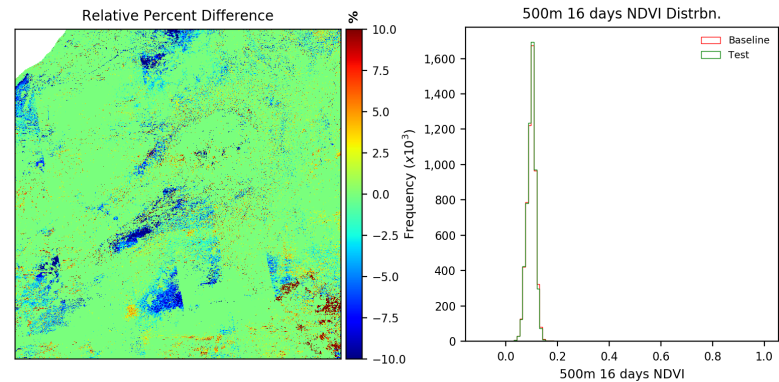 Relative Percent Difference
%
10.0
7.5
5.0
2.5
0.0
−2.5
−5.0
−7.5
−10.0
500m 16 days NDVI Distrbn.
Baseline
Test
Frequency (x10³)
1,600
1,400
1,200
1,000
800
600
400
200
0
0.0 0.2 0.4 0.6 0.8 1.0
500m 16 days NDVI